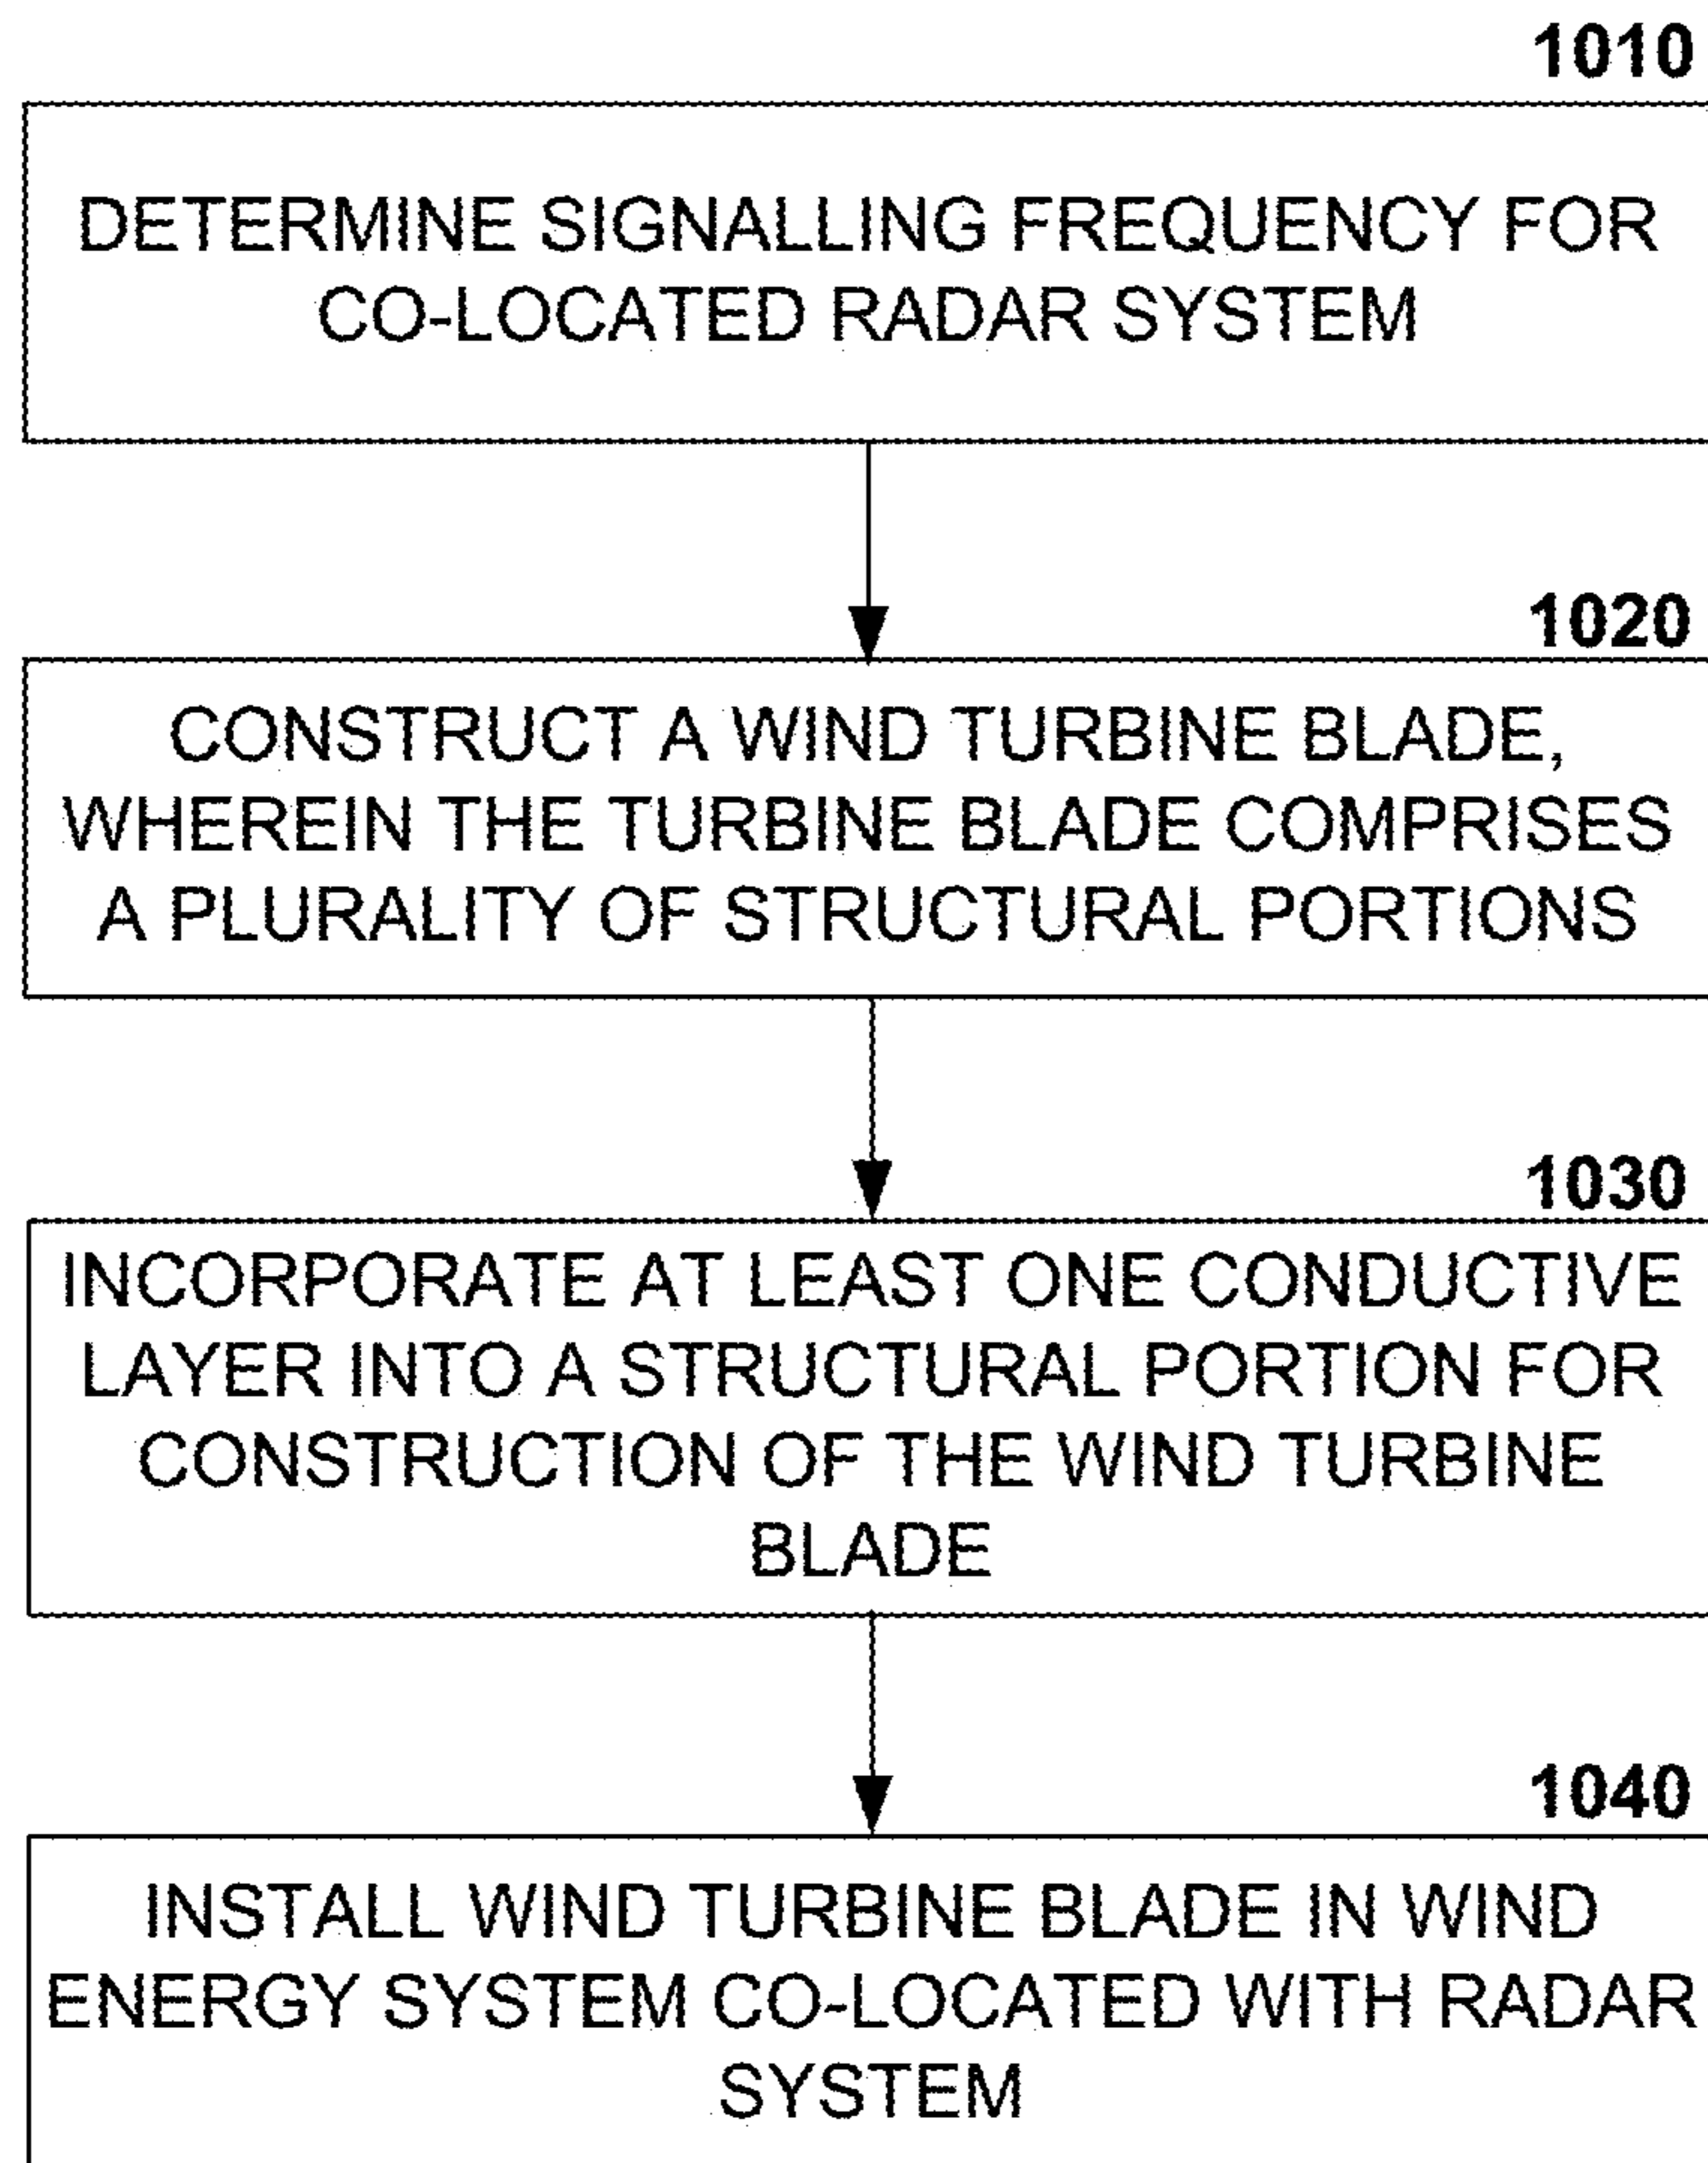 1010
DETERMINE SIGNALLING FREQUENCY FOR
CO-LOCATED RADAR SYSTEM
1020
CONSTRUCT A WIND TURBINE BLADE,
WHEREIN THE TURBINE BLADE COMPRISES
A PLURALITY OF STRUCTURAL PORTIONS
1030
INCORPORATE AT LEAST ONE CONDUCTIVE
LAYER INTO A STRUCTURAL PORTION FOR
CONSTRUCTION OF THE WIND TURBINE
BLADE
1040
INSTALL WIND TURBINE BLADE IN WIND
ENERGY SYSTEM CO-LOCATED WITH RADAR
SYSTEM